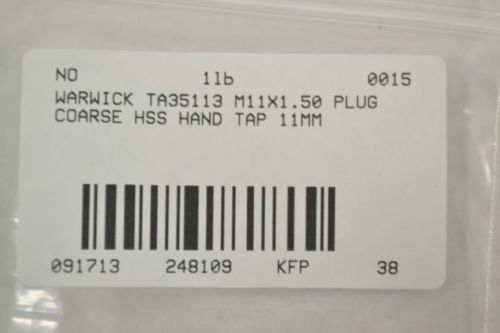 NO 1lb 0015
WARWICK TA35113 M11X1.50 PLUG
COARSE HSS HAND TAP 11MM
091713 248109 KFP 38